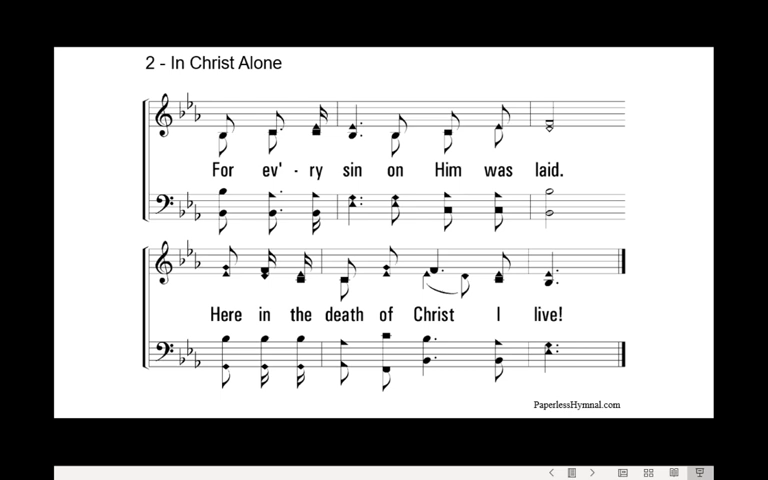 2 - In Christ Alone
For ev' - ry sin on Him was laid.
Here in the death of Christ I live!
PaperlessHymnal.com